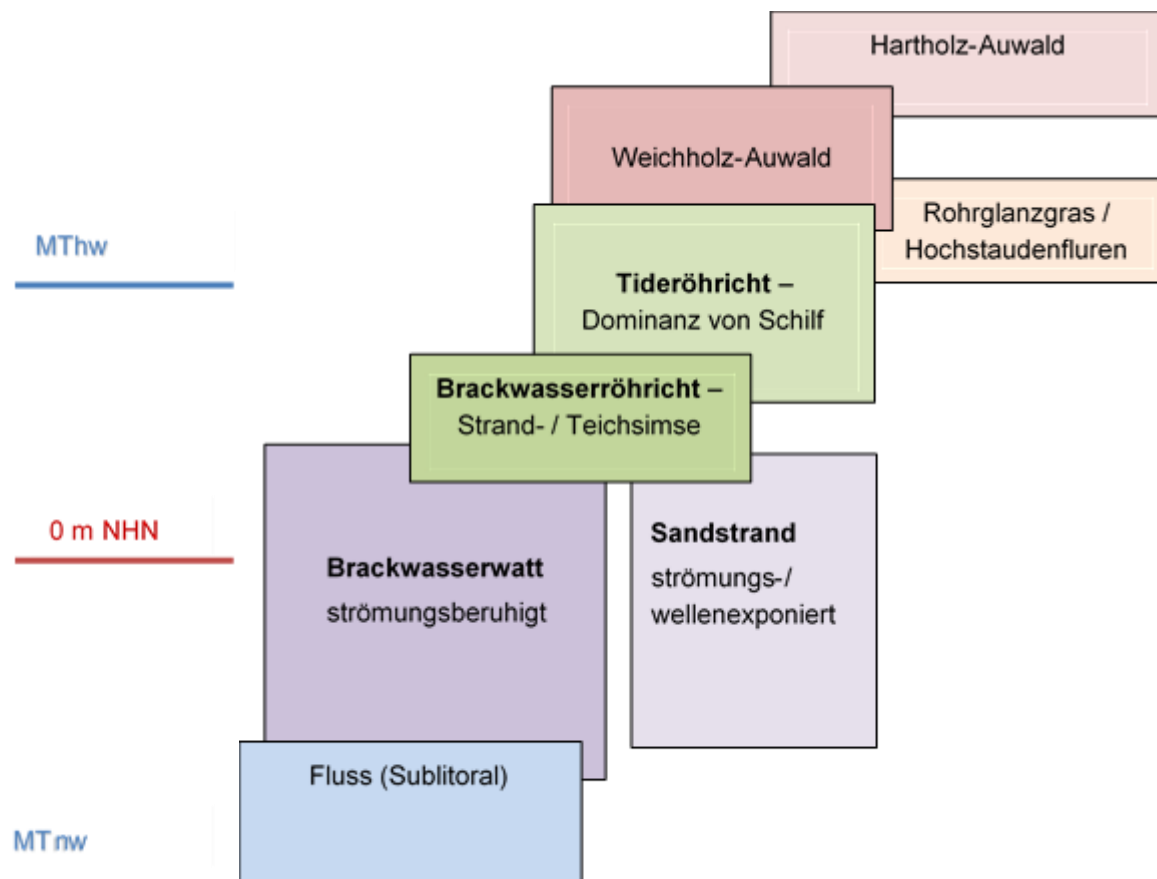 Hartholz-Auwald
Weichholz-Auwald
Rohrglanzgras /
Hochstaudenfluren
MThw
Tideröhricht –
Dominanz von Schilf
Brackwasserröhricht –
Strand- / Teichsimse
0 m NHN
Brackwasserwatt
strömungsberuhigt
Sandstrand
strömungs-/
wellenexponiert
Fluss (Sublitoral)
MTnw